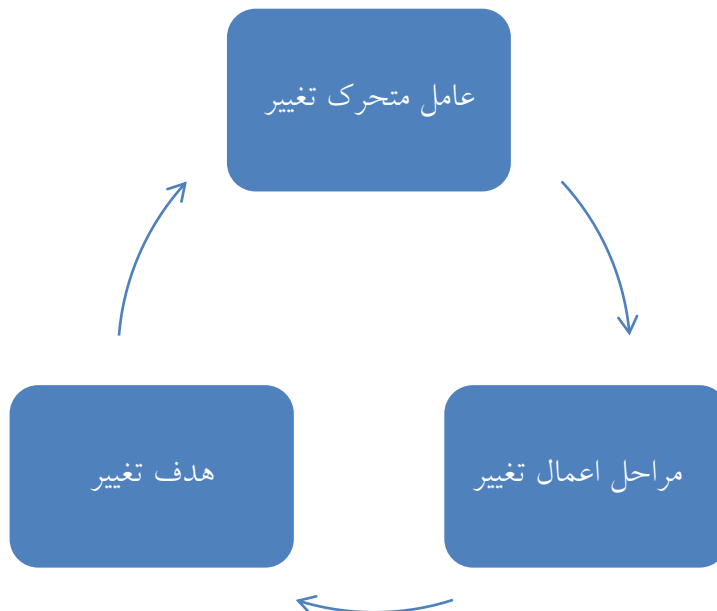 عامل متحرک تغییر
مراحل اعمال تغییر
هدف تغییر